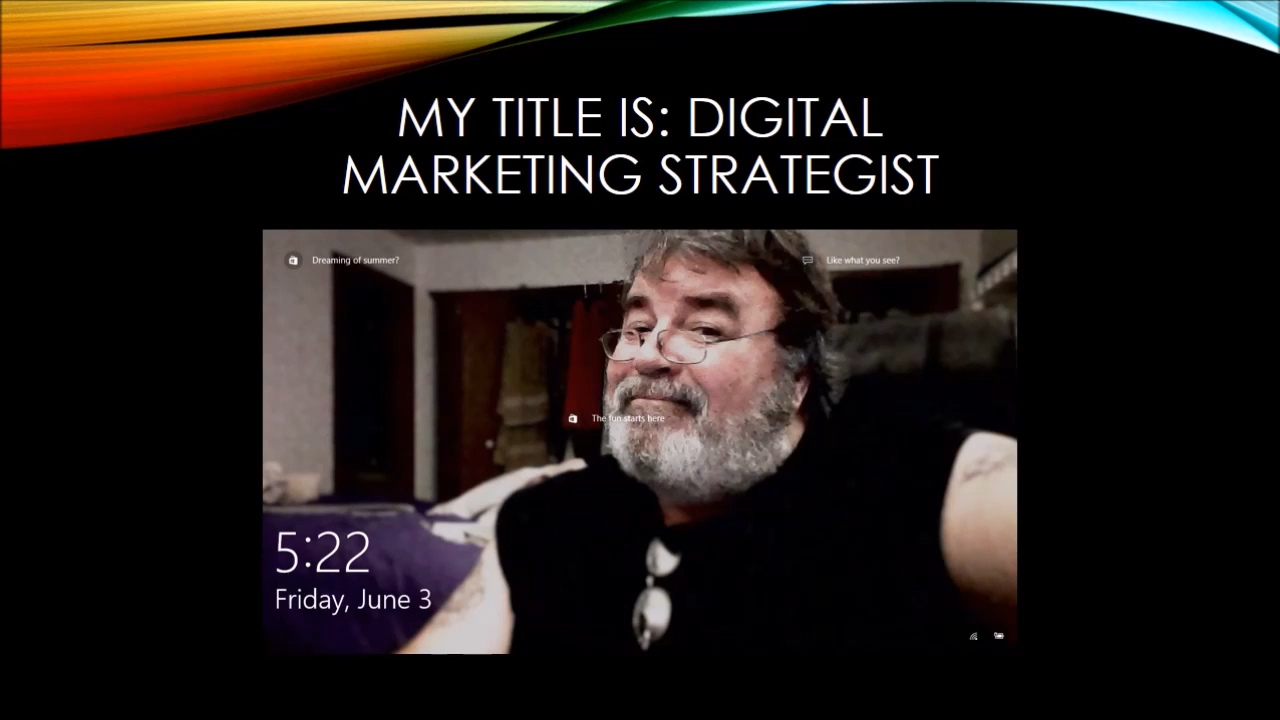 MY TITLE IS: DIGITAL
MARKETING STRATEGIST
Dreaming of summer?
Like what you see?
The fun starts here
5:22
Friday, June 3